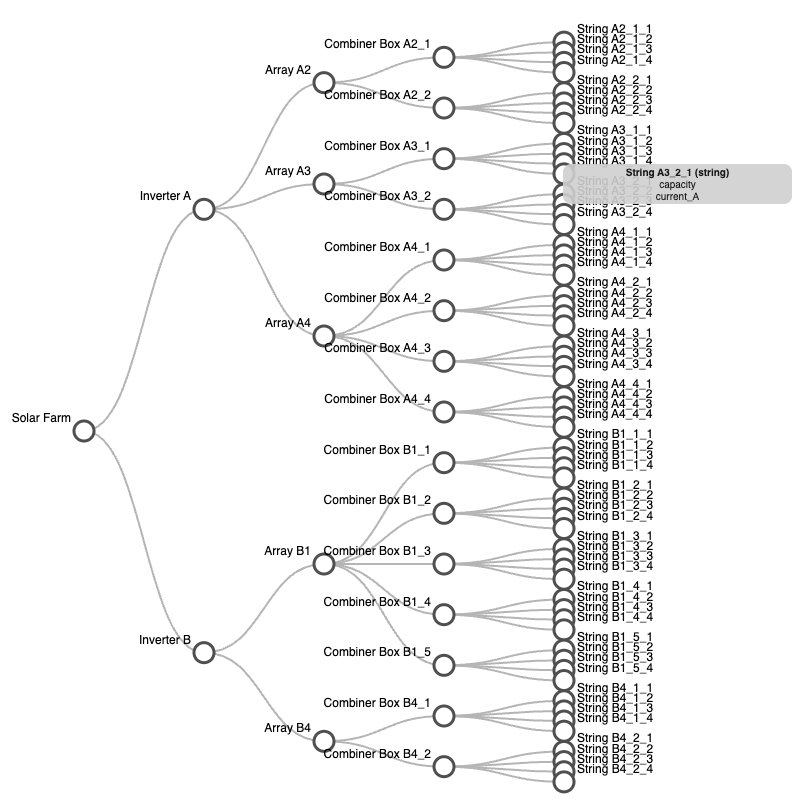 Solar Farm
Inverter A
Inverter B
Array A2
Array A3
Array A4
Array B1
Array B4
Combiner Box A2_1
Combiner Box A2_2
Combiner Box A3_1
Combiner Box A3_2
Combiner Box A4_1
Combiner Box A4_2
Combiner Box A4_3
Combiner Box A4_4
Combiner Box B1_1
Combiner Box B1_2
Combiner Box B1_3
Combiner Box B1_4
Combiner Box B1_5
Combiner Box B4_1
Combiner Box B4_2
String A2_1_1
String A2_1_2
String A2_1_3
String A2_1_4
String A2_2_1
String A2_2_2
String A2_2_3
String A2_2_4
String A3_1_1
String A3_1_2
String A3_1_3
String A3_1_4
String A3_2_1 (string)
capacity
current_A
String A3_2_4
String A4_1_1
String A4_1_2
String A4_1_3
String A4_1_4
String A4_2_1
String A4_2_2
String A4_2_3
String A4_2_4
String A4_3_1
String A4_3_2
String A4_3_3
String A4_3_4
String A4_4_1
String A4_4_2
String A4_4_3
String A4_4_4
String B1_1_1
String B1_1_2
String B1_1_3
String B1_1_4
String B1_2_1
String B1_2_2
String B1_2_3
String B1_2_4
String B1_3_1
String B1_3_2
String B1_3_3
String B1_3_4
String B1_4_1
String B1_4_2
String B1_4_3
String B1_4_4
String B1_5_1
String B1_5_2
String B1_5_3
String B1_5_4
String B4_1_1
String B4_1_2
String B4_1_3
String B4_1_4
String B4_2_1
String B4_2_2
String B4_2_3
String B4_2_4